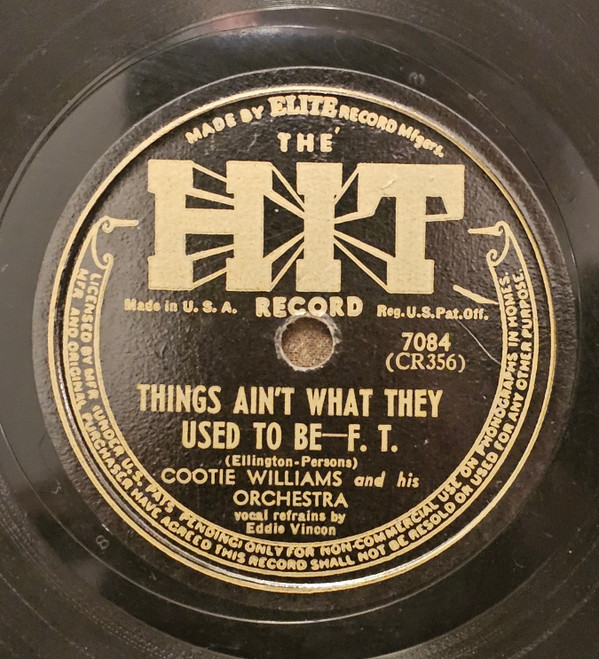 MADE BY ELITE RECORD Mfgers.
THE
HIT
Made in U. S. A. RECORD Reg. U.S. Pat. Off.
7084
(CR356)
THINGS AIN'T WHAT THEY
USED TO BE—F. T.
(Ellington-Persons)
COOTIE WILLIAMS and his
ORCHESTRA
vocal refrains by
Eddie Vincon
LICENSED BY MFR. (UNDER U.S. PATS. PENDING) ONLY FOR NON-COMMERCIAL USE ON PHONOGRAPHS IN HOMES.
MFR. AND ORIGINAL PURCHASER HAVE AGREED THIS RECORD SHALL NOT BE RESOLD OR USED FOR ANY OTHER PURPOSE.